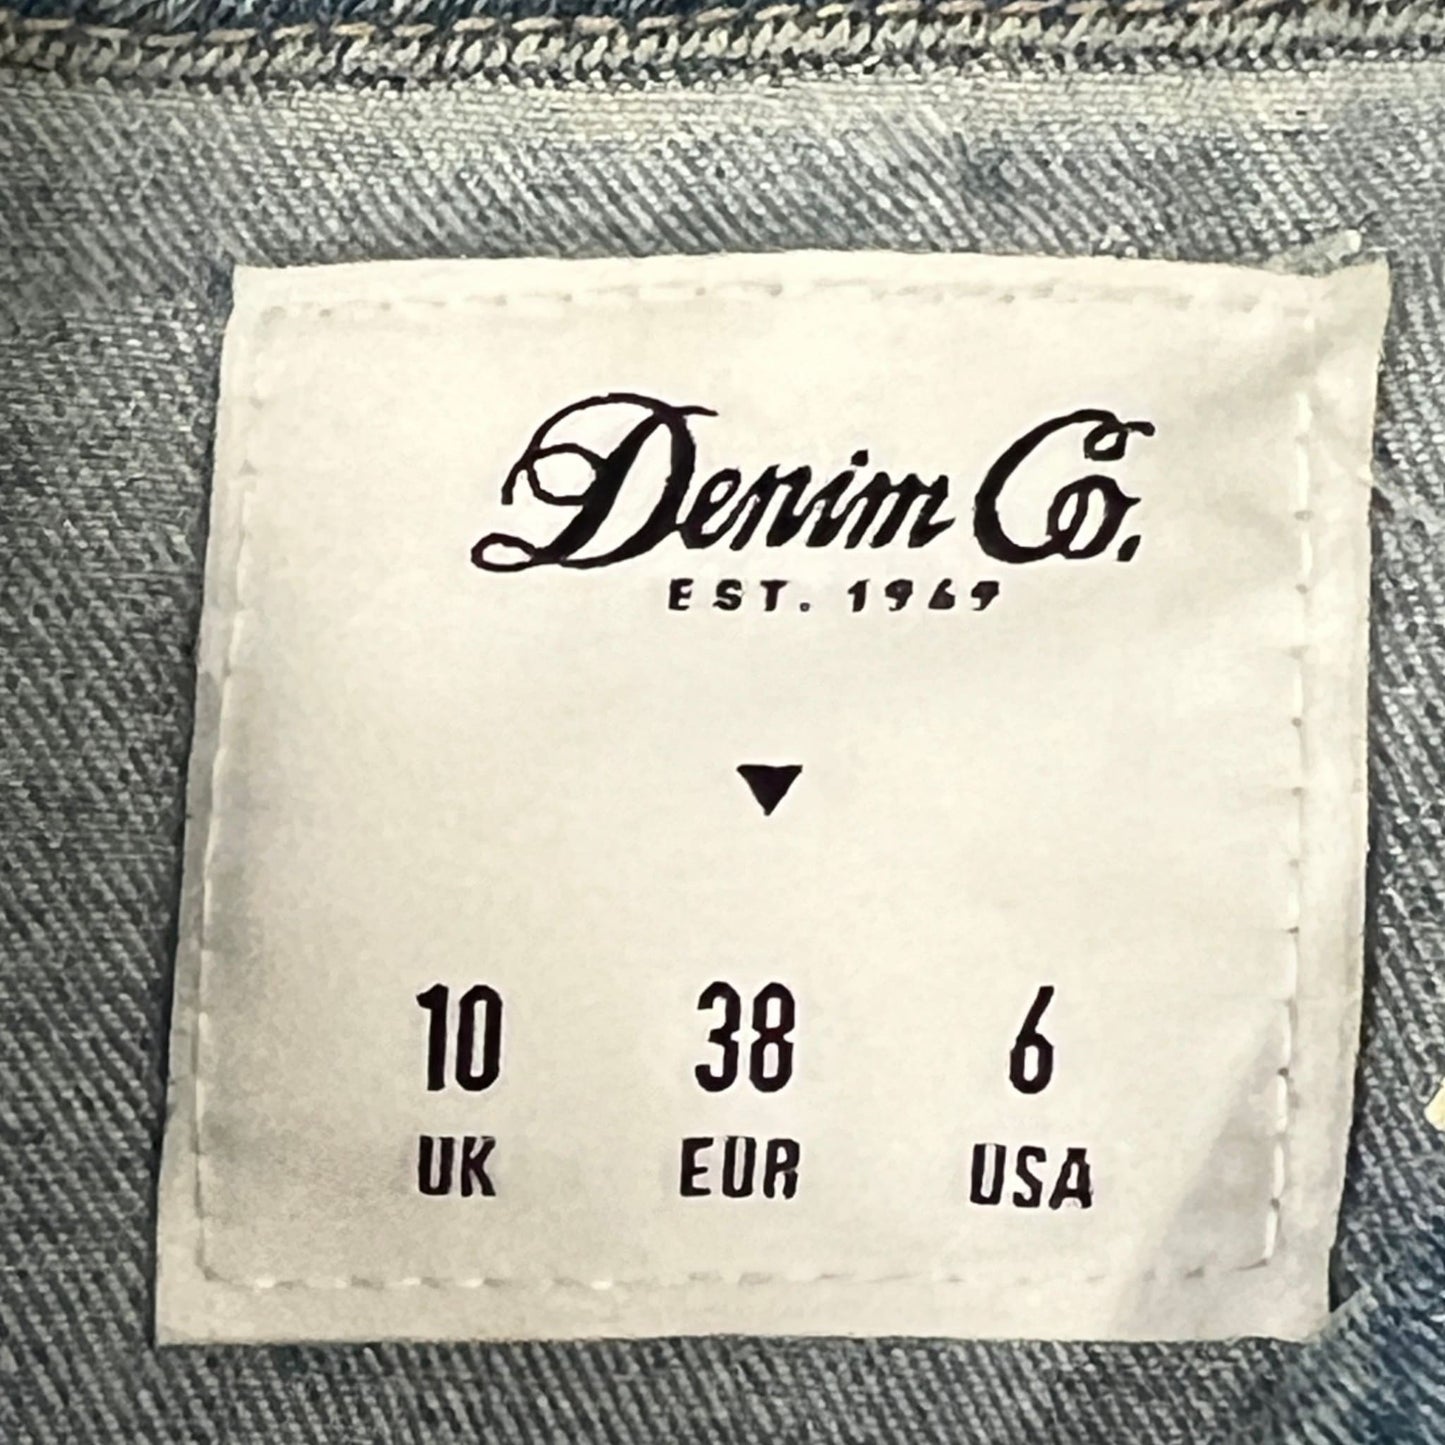 Denim Co.
EST. 1969
10 38 6
UK EUR USA